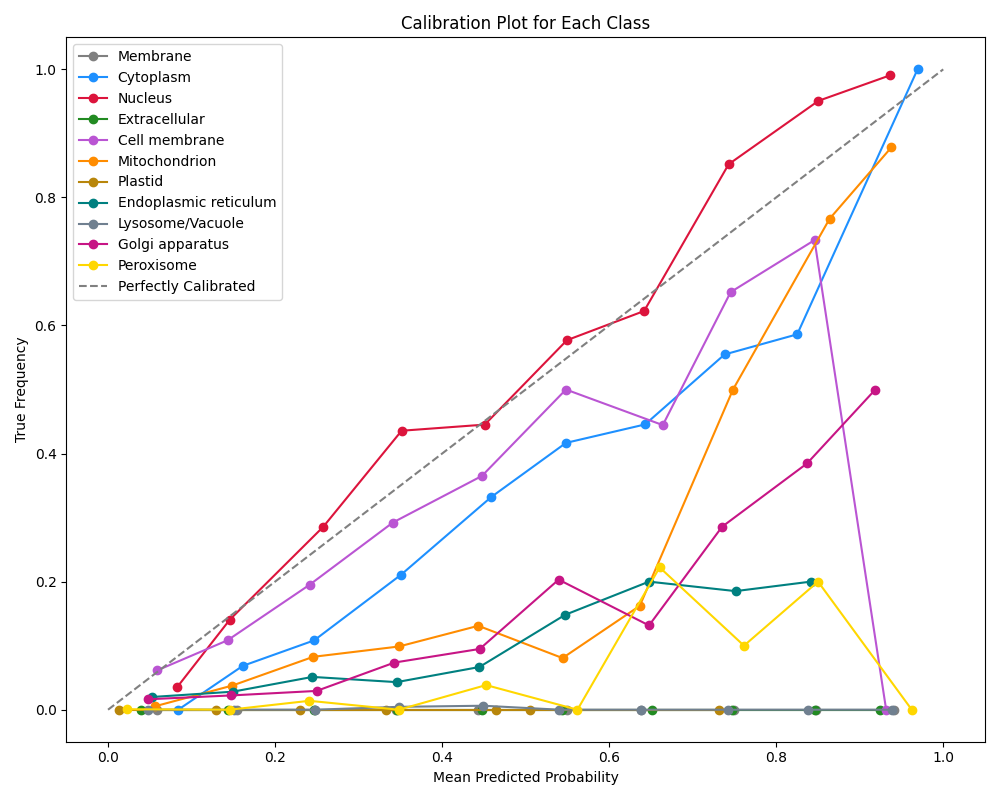 Calibration Plot for Each Class
Membrane
Cytoplasm
Nucleus
Extracellular
Cell membrane
Mitochondrion
Plastid
Endoplasmic reticulum
Lysosome/Vacuole
Golgi apparatus
Peroxisome
Perfectly Calibrated
True Frequency
1.0
0.8
0.6
0.4
0.2
0.0
0.0 0.2 0.4 0.6 0.8 1.0
Mean Predicted Probability